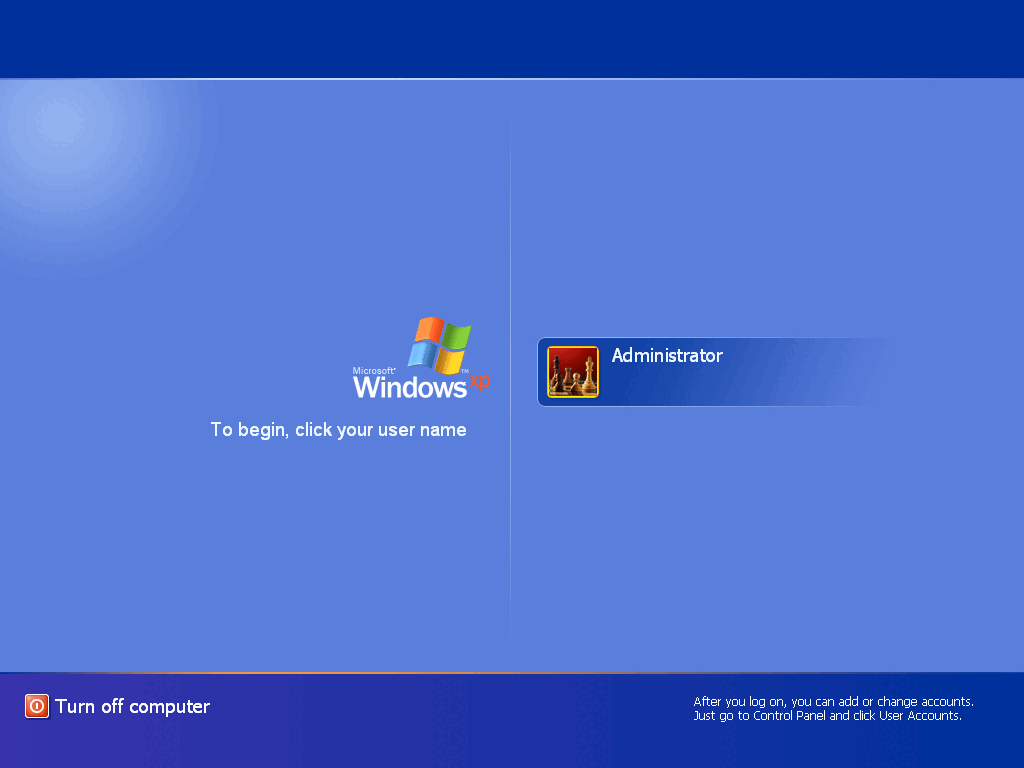 Microsoft®
Windows xp™
To begin, click your user name
Administrator
Turn off computer
After you log on, you can add or change accounts.
Just go to Control Panel and click User Accounts.